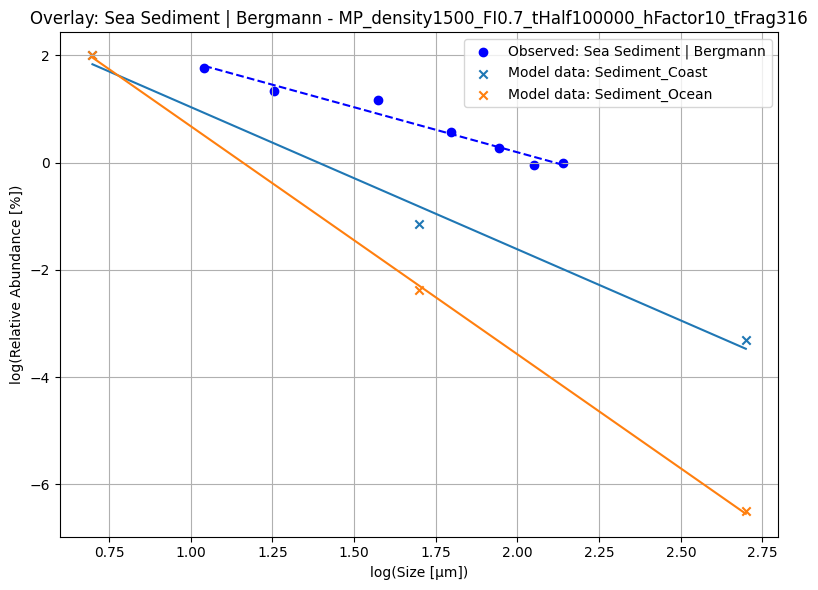 Overlay: Sea Sediment | Bergmann - MP_density1500_FI0.7_tHalf100000_hFactor10_tFrag316
Observed: Sea Sediment | Bergmann
Model data: Sediment_Coast
Model data: Sediment_Ocean
log(Relative Abundance [%])
2
0
−2
−4
−6
0.75 1.00 1.25 1.50 1.75 2.00 2.25 2.50 2.75
log(Size [μm])